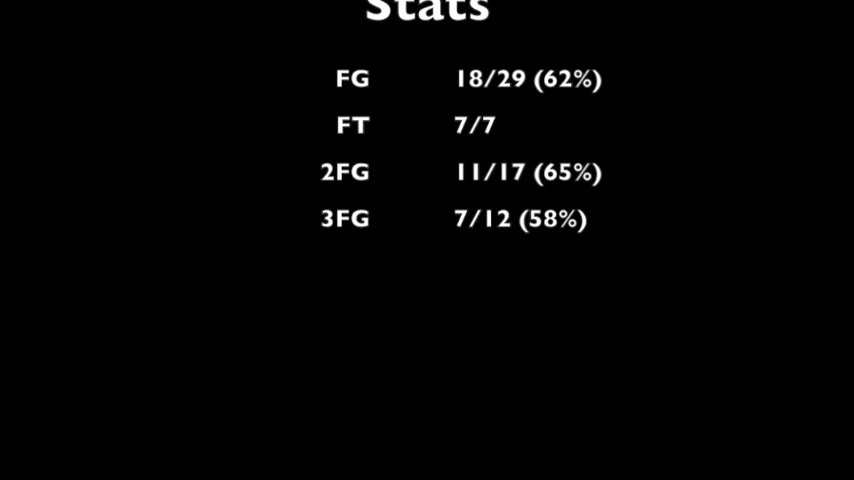 Stats
FG 18/29 (62%)
FT 7/7
2FG 11/17 (65%)
3FG 7/12 (58%)